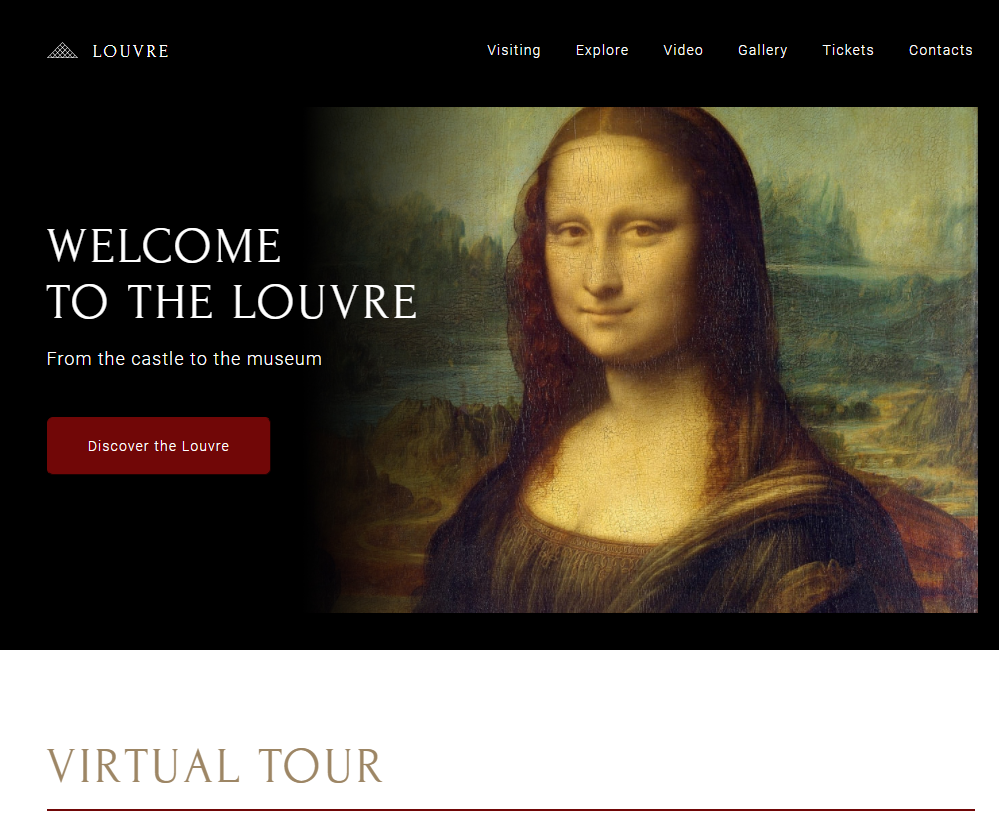 LOUVRE
Visiting Explore Video Gallery Tickets Contacts
WELCOME
TO THE LOUVRE
From the castle to the museum
Discover the Louvre
VIRTUAL TOUR